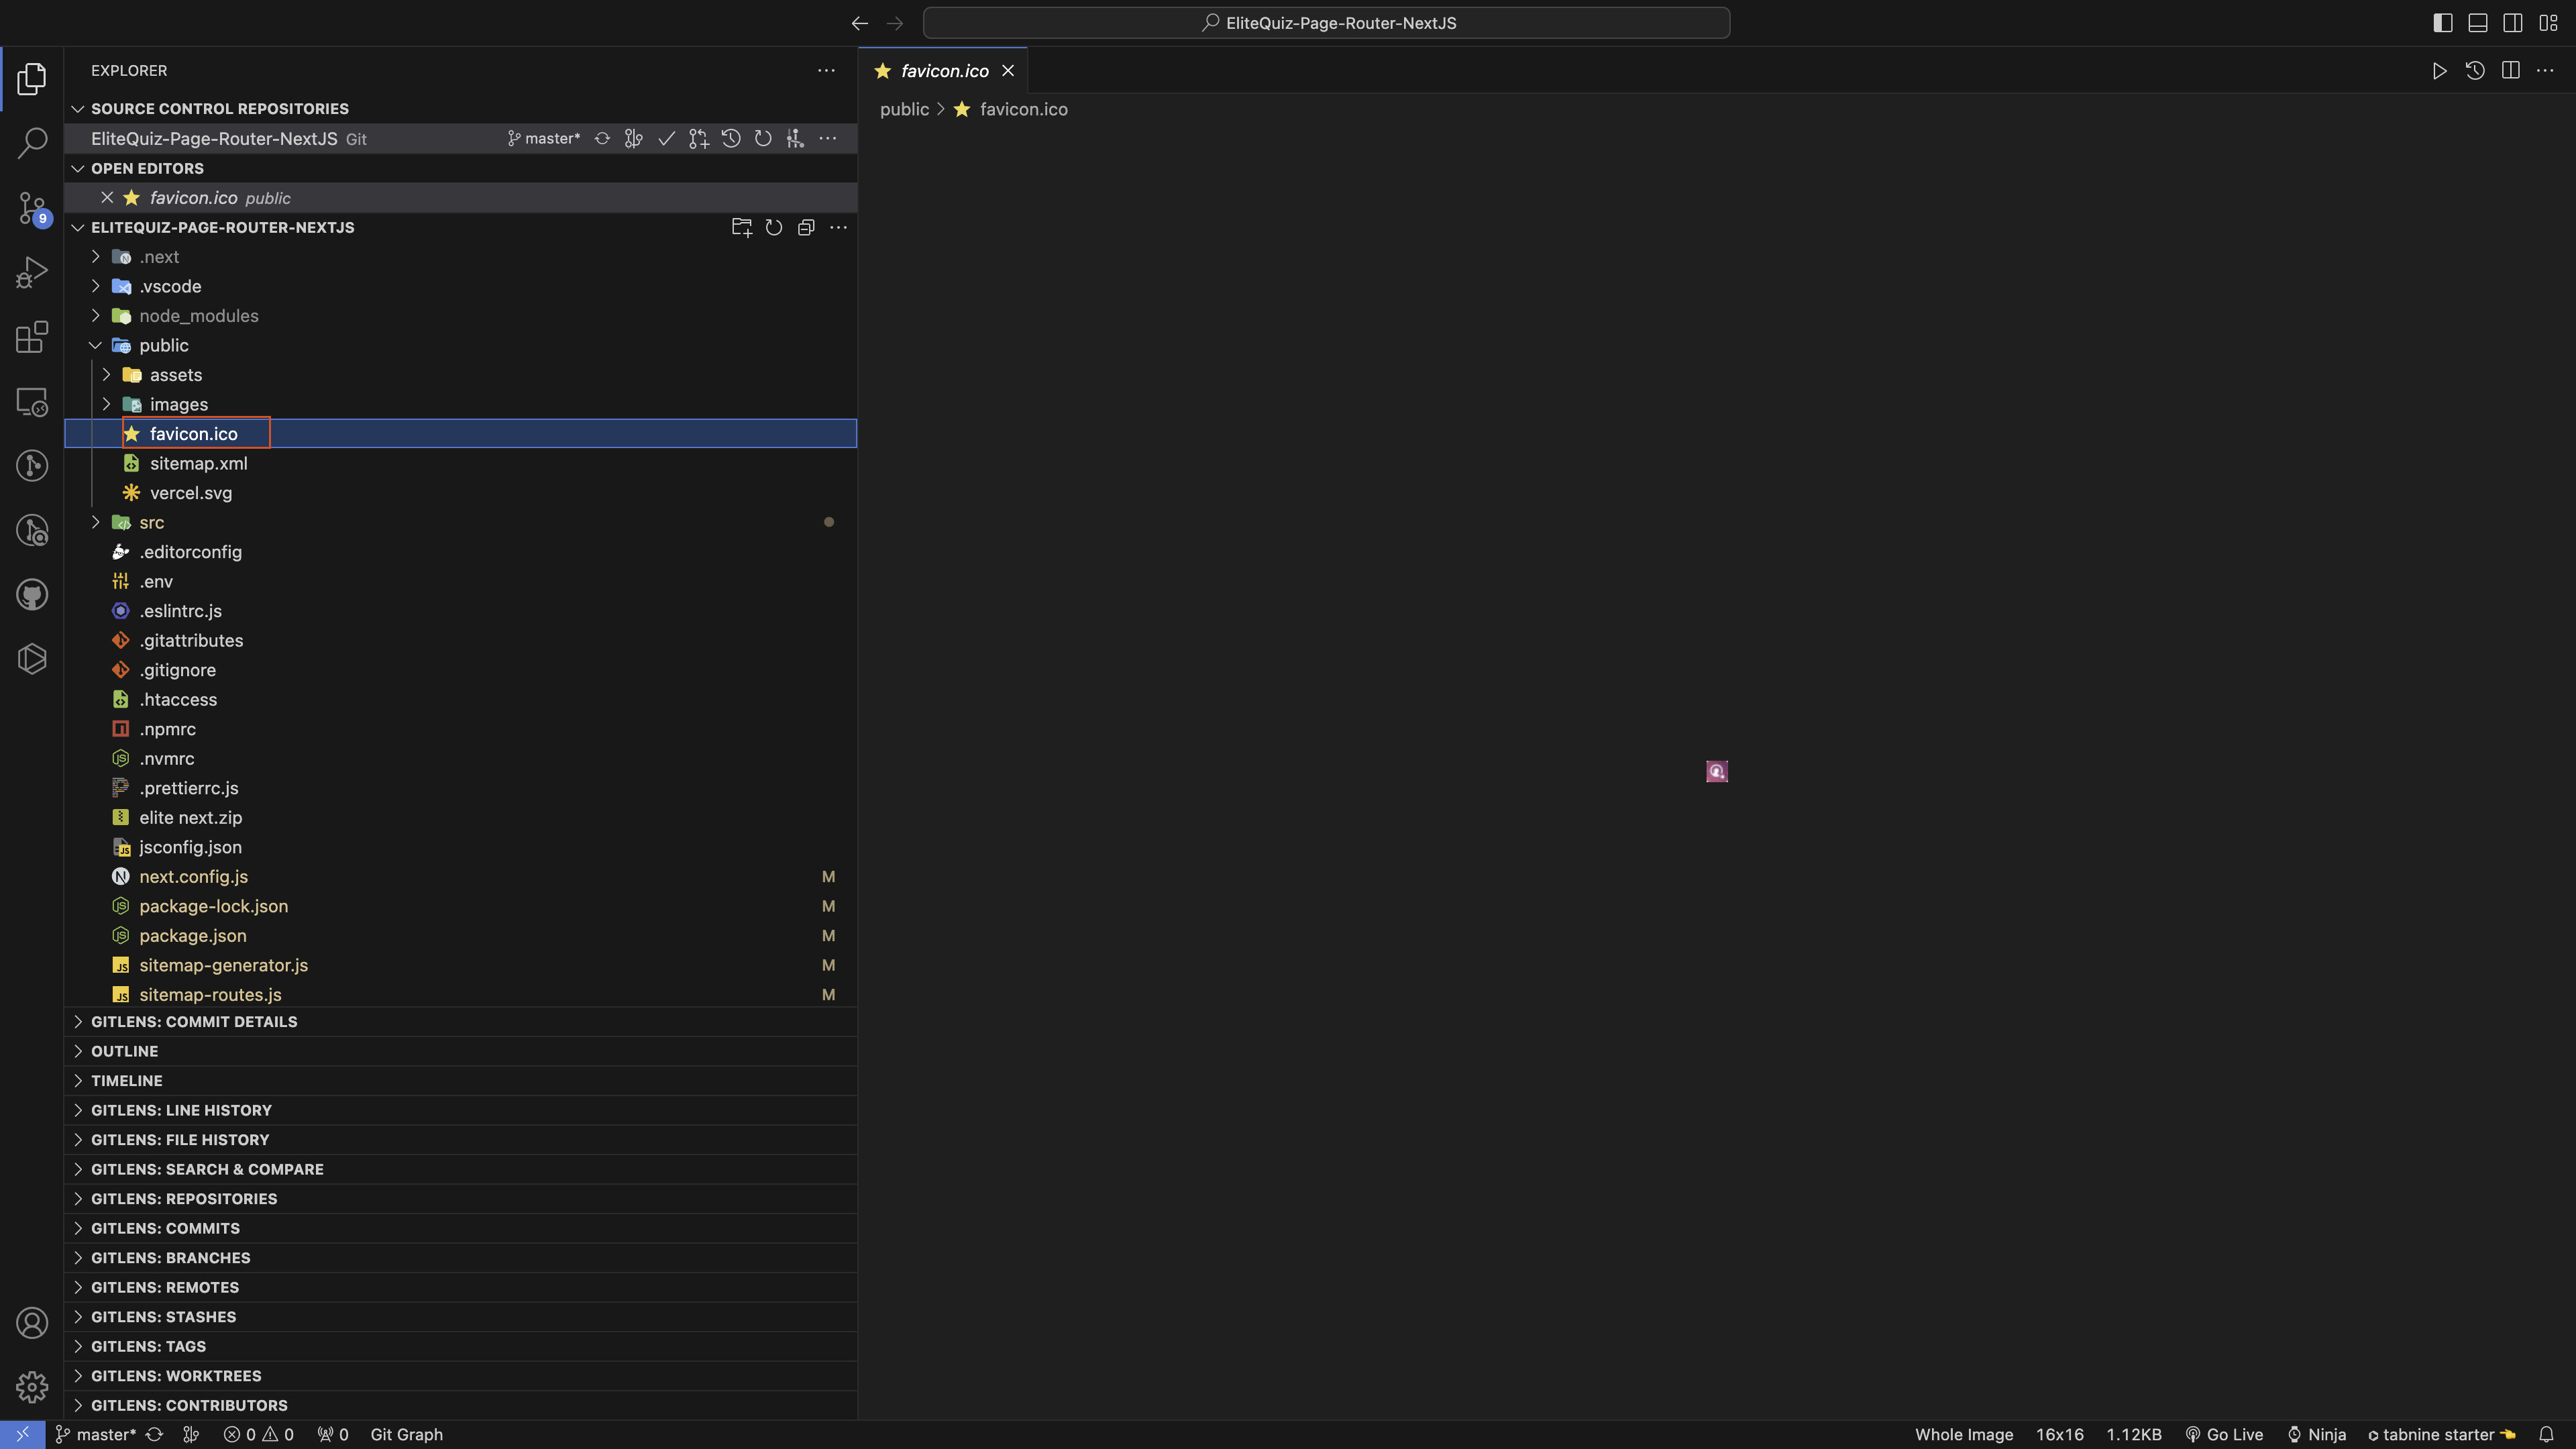 EliteQuiz-Page-Router-NextJS
EXPLORER
SOURCE CONTROL REPOSITORIES
EliteQuiz-Page-Router-NextJS Git master*
OPEN EDITORS
favicon.ico public
ELITEQUIZ-PAGE-ROUTER-NEXTJS
.next
.vscode
node_modules
public
assets
images
favicon.ico
sitemap.xml
vercel.svg
src
.editorconfig
.env
.eslintrc.js
.gitattributes
.gitignore
.htaccess
.npmrc
.nvmrc
.prettierrc.js
elite next.zip
jsconfig.json
next.config.js M
package-lock.json M
package.json M
sitemap-generator.js M
sitemap-routes.js M
GITLENS: COMMIT DETAILS
OUTLINE
TIMELINE
GITLENS: LINE HISTORY
GITLENS: FILE HISTORY
GITLENS: SEARCH & COMPARE
GITLENS: REPOSITORIES
GITLENS: COMMITS
GITLENS: BRANCHES
GITLENS: REMOTES
GITLENS: STASHES
GITLENS: TAGS
GITLENS: WORKTREES
GITLENS: CONTRIBUTORS
9
favicon.ico
public > favicon.ico
master* 0 0 0 Git Graph Whole Image 16x16 1.12KB Go Live Ninja tabnine starter